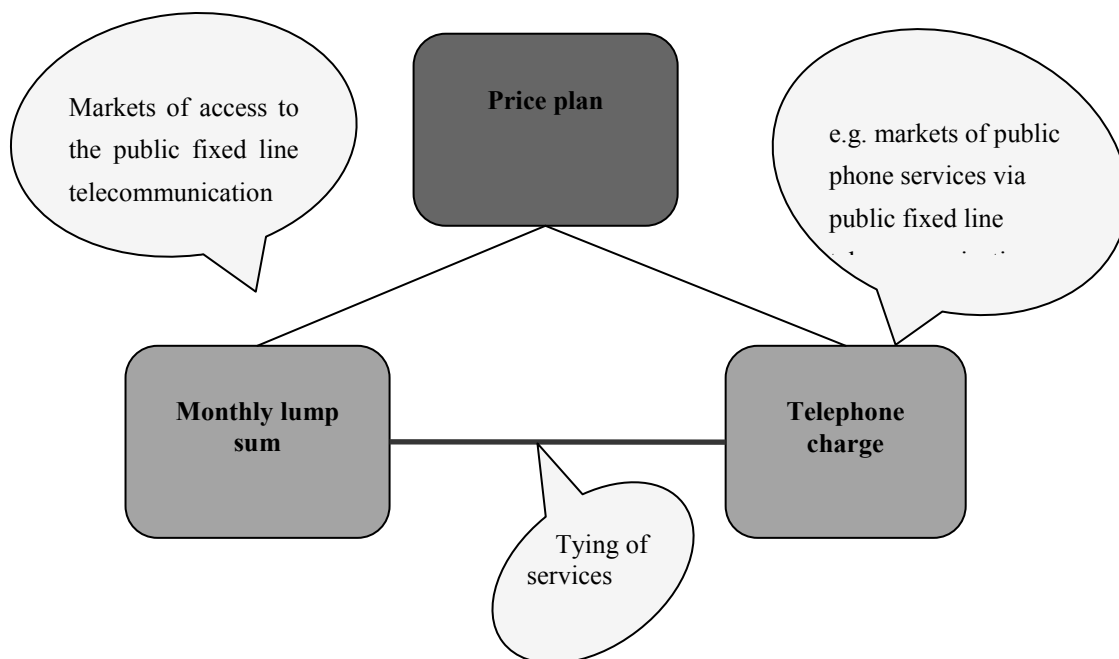 Price plan
Markets of access to
the public fixed line
telecommunication
e.g. markets of public
phone services via
public fixed line
Monthly lump
sum
Telephone
charge
Tying of
services